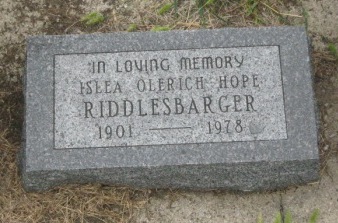 IN LOVING MEMORY
ISLEA OLERICH HOPE
RIDDLESBARGER
1901 — 1978